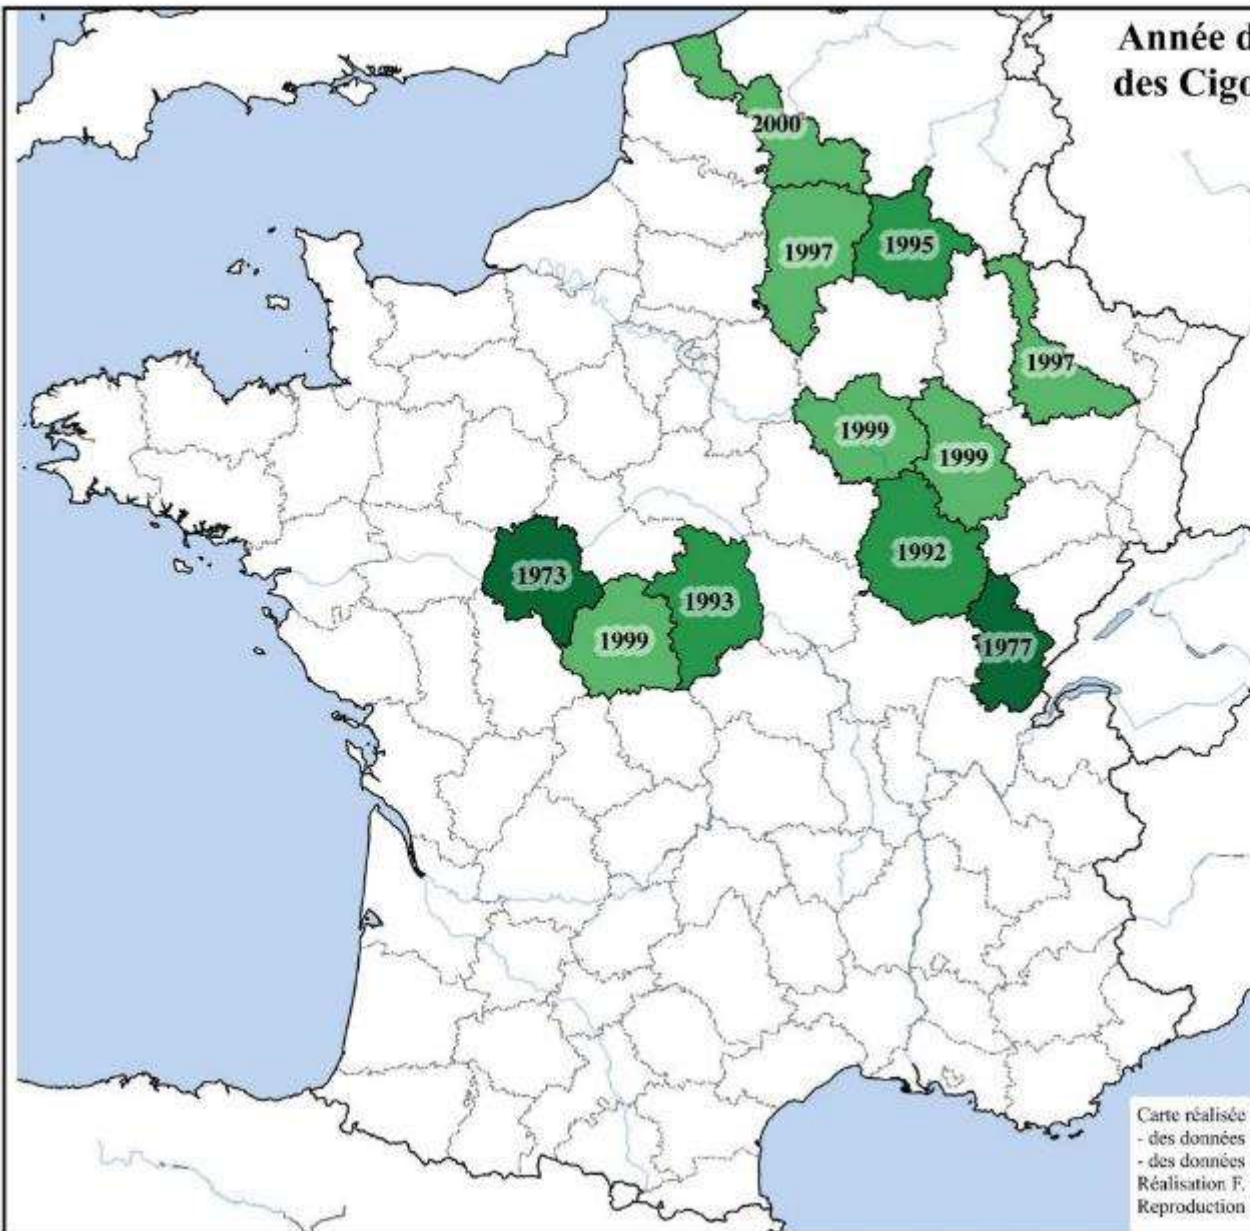 Année d
des Cigo
2000
1997
1995
1997
1999
1999
1992
1973
1993
1999
1977
Carte réalisée
- des données
- des données
Réalisation F.
Reproduction